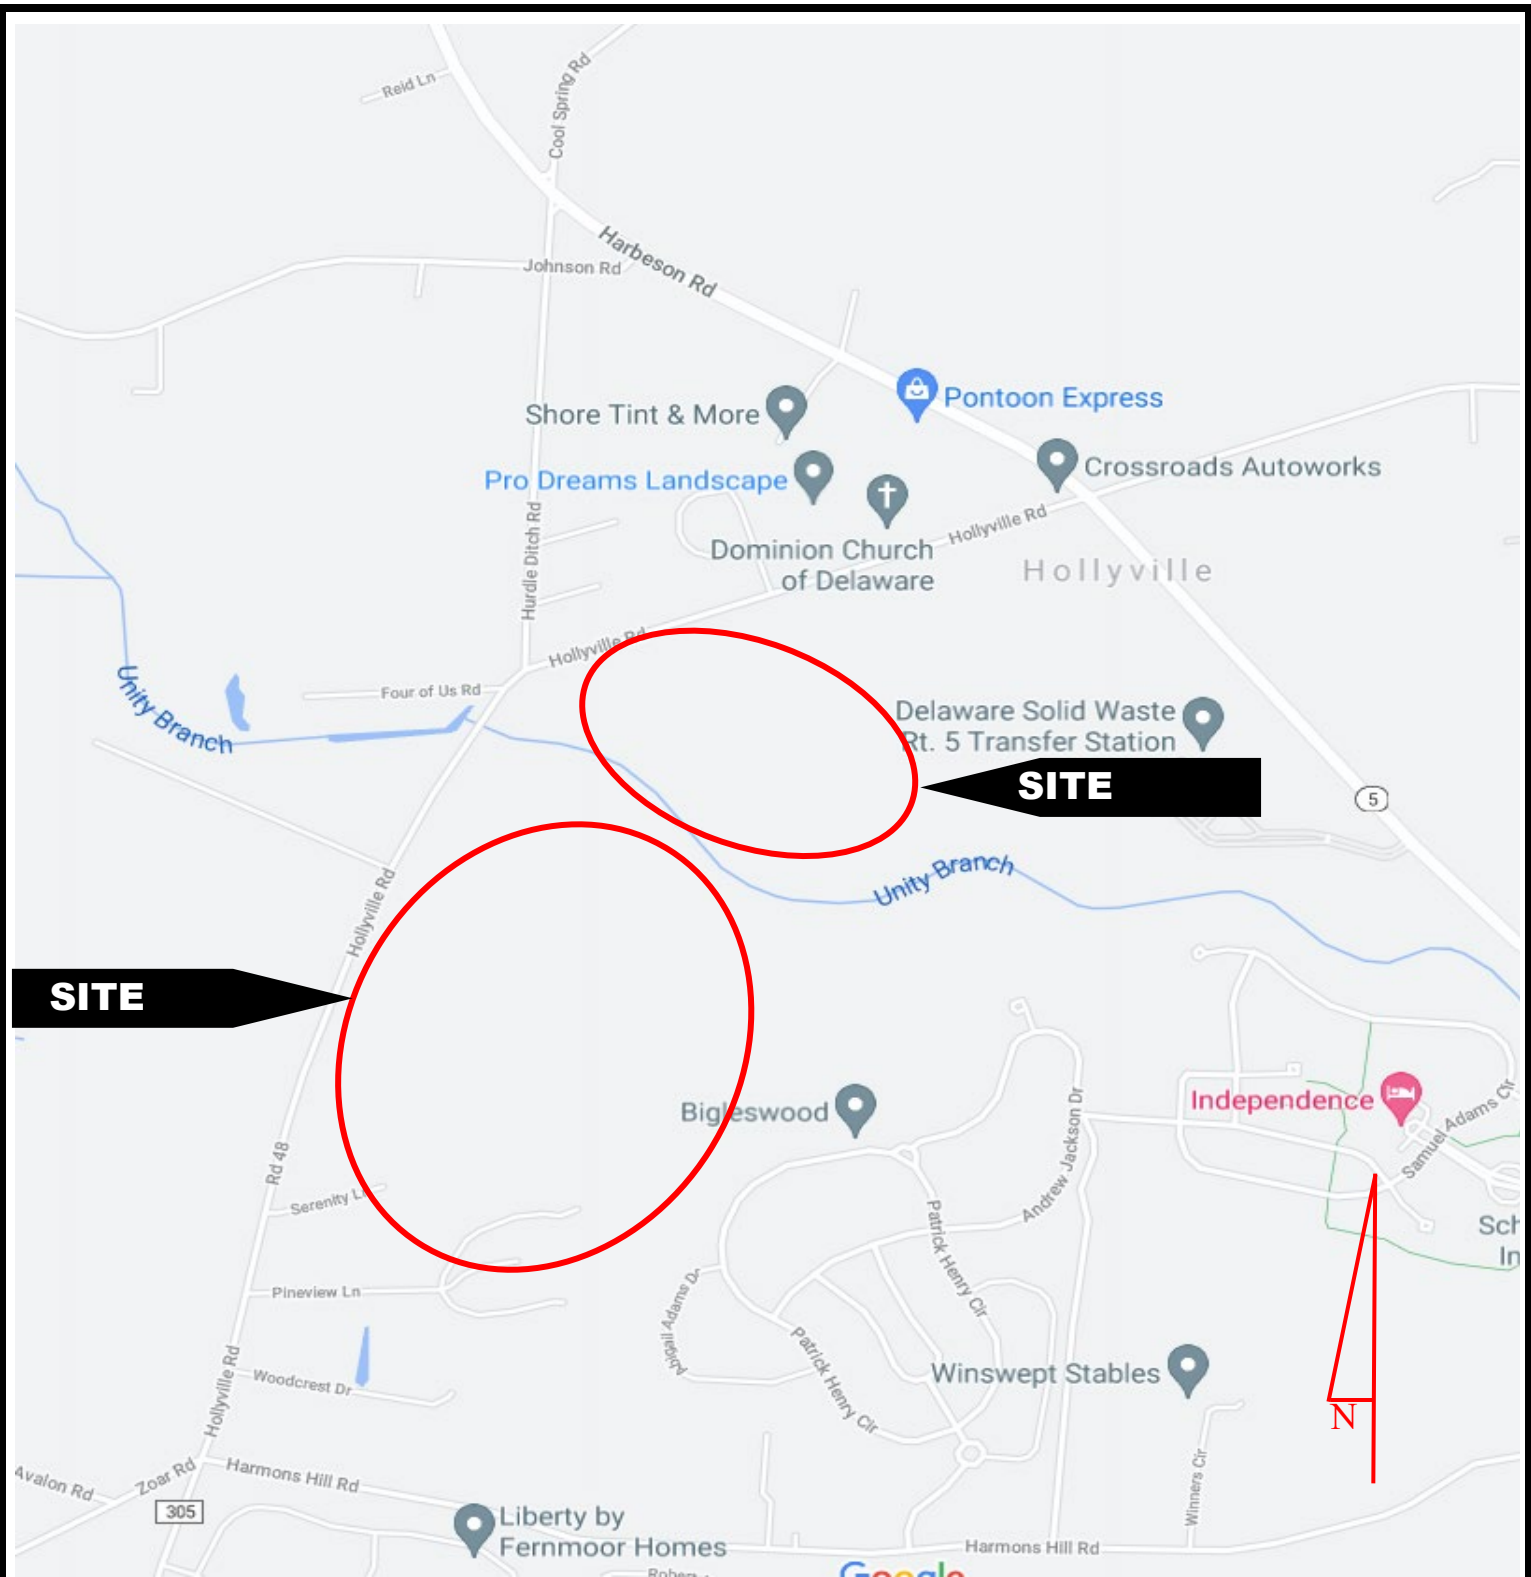 Reid Ln
Cool Spring Rd
Harbeson Rd
Johnson Rd
Pontoon Express
Shore Tint & More
Crossroads Autoworks
Pro Dreams Landscape
Hollyville Rd
Hurdle Ditch Rd
Dominion Church
of Delaware
Hollyville
Hollyville Rd
Four of Us Rd
Unity Branch
Delaware Solid Waste
Rt. 5 Transfer Station
SITE
5
Unity Branch
Hollyville Rd
SITE
Bigleswood
Independence
Andrew Jackson Dr
Samuel Adams Cir
Rd 48
Serenity Ln
Patrick Henry Cir
Sch
In
Pineview Ln
Abigail Adams Dr
Hollyville Rd
Woodcrest Dr
Patrick Henry Cir
Winswept Stables
N
Avalon Rd
Zoar Rd
Harmons Hill Rd
305
Winners Cir
Liberty by
Fernmoor Homes
Harmons Hill Rd
Google